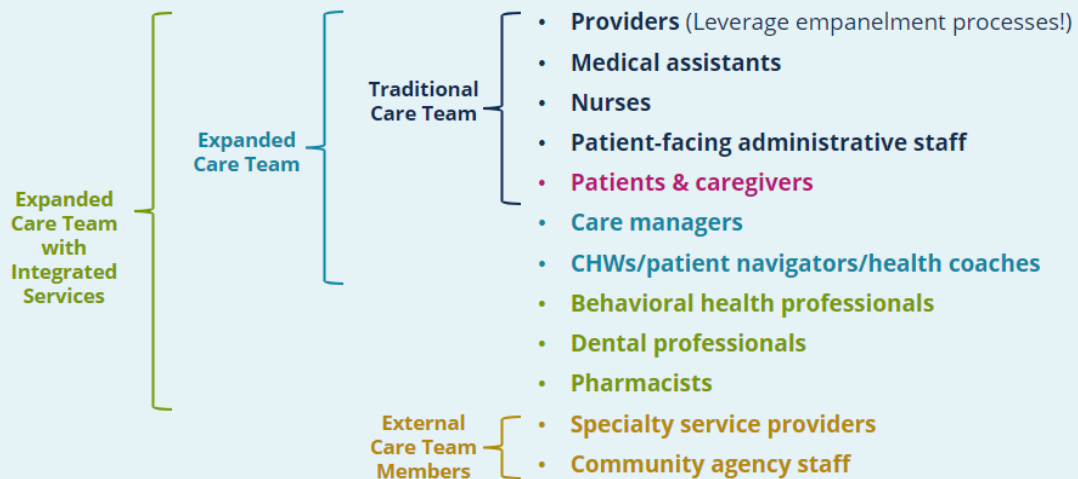 Expanded
Care Team
with
Integrated
Services
Expanded
Care Team
Traditional
Care Team
• Providers (Leverage empanelment processes!)
• Medical assistants
• Nurses
• Patient-facing administrative staff
• Patients & caregivers
• Care managers
• CHWs/patient navigators/health coaches
• Behavioral health professionals
• Dental professionals
• Pharmacists
External
Care Team
Members
• Specialty service providers
• Community agency staff